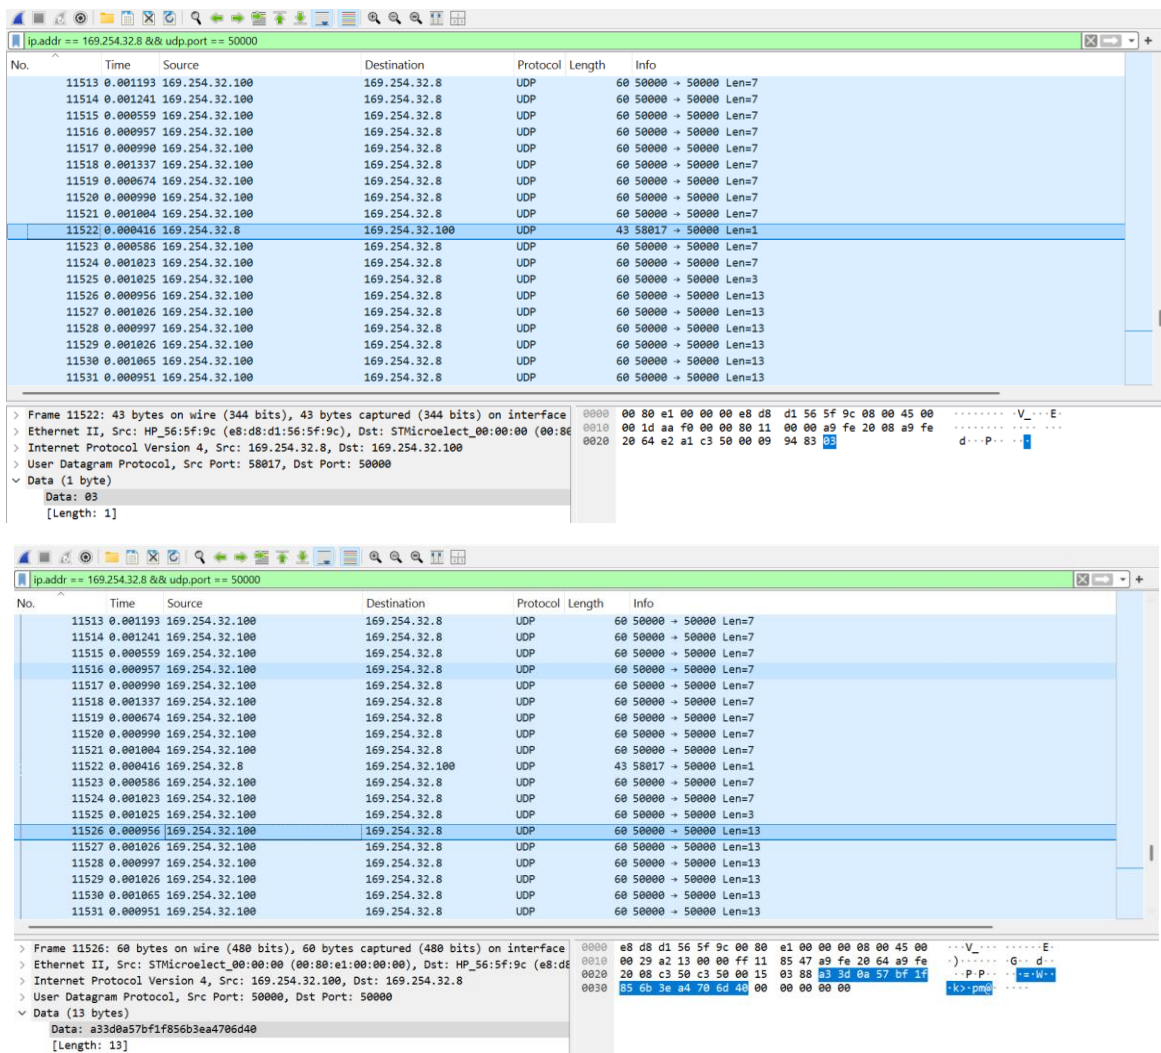 ip.addr == 169.254.32.8 && udp.port == 50000
No. Time Source Destination Protocol Length Info
11513 0.001193 169.254.32.100 169.254.32.8 UDP 60 50000 → 50000 Len=7
11514 0.001241 169.254.32.100 169.254.32.8 UDP 60 50000 → 50000 Len=7
11515 0.000559 169.254.32.100 169.254.32.8 UDP 60 50000 → 50000 Len=7
11516 0.000957 169.254.32.100 169.254.32.8 UDP 60 50000 → 50000 Len=7
11517 0.000990 169.254.32.100 169.254.32.8 UDP 60 50000 → 50000 Len=7
11518 0.001337 169.254.32.100 169.254.32.8 UDP 60 50000 → 50000 Len=7
11519 0.000674 169.254.32.100 169.254.32.8 UDP 60 50000 → 50000 Len=7
11520 0.000990 169.254.32.100 169.254.32.8 UDP 60 50000 → 50000 Len=7
11521 0.001004 169.254.32.100 169.254.32.8 UDP 60 50000 → 50000 Len=7
11522 0.000416 169.254.32.8 169.254.32.100 UDP 43 58017 → 50000 Len=1
11523 0.000586 169.254.32.100 169.254.32.8 UDP 60 50000 → 50000 Len=7
11524 0.001023 169.254.32.100 169.254.32.8 UDP 60 50000 → 50000 Len=7
11525 0.001025 169.254.32.100 169.254.32.8 UDP 60 50000 → 50000 Len=3
11526 0.000956 169.254.32.100 169.254.32.8 UDP 60 50000 → 50000 Len=13
11527 0.001026 169.254.32.100 169.254.32.8 UDP 60 50000 → 50000 Len=13
11528 0.000997 169.254.32.100 169.254.32.8 UDP 60 50000 → 50000 Len=13
11529 0.001026 169.254.32.100 169.254.32.8 UDP 60 50000 → 50000 Len=13
11530 0.001065 169.254.32.100 169.254.32.8 UDP 60 50000 → 50000 Len=13
11531 0.000951 169.254.32.100 169.254.32.8 UDP 60 50000 → 50000 Len=13
> Frame 11522: 43 bytes on wire (344 bits), 43 bytes captured (344 bits) on interface 0000 00 80 e1 00 00 00 e8 d8 d1 56 5f 9c 08 00 45 00 ········ ·V_···E·
> Ethernet II, Src: HP_56:5f:9c (e8:d8:d1:56:5f:9c), Dst: STMicroelect_00:00:00 (00:80 0010 00 1d aa f0 00 00 80 11 00 00 a9 fe 20 08 a9 fe ········ ···· ···
> Internet Protocol Version 4, Src: 169.254.32.8, Dst: 169.254.32.100 0020 20 64 e2 a1 c3 50 00 09 94 83 03 d···P·· ···
> User Datagram Protocol, Src Port: 58017, Dst Port: 50000
Data (1 byte)
Data: 03
[Length: 1]
ip.addr == 169.254.32.8 && udp.port == 50000
No. Time Source Destination Protocol Length Info
11513 0.001193 169.254.32.100 169.254.32.8 UDP 60 50000 → 50000 Len=7
11514 0.001241 169.254.32.100 169.254.32.8 UDP 60 50000 → 50000 Len=7
11515 0.000559 169.254.32.100 169.254.32.8 UDP 60 50000 → 50000 Len=7
11516 0.000957 169.254.32.100 169.254.32.8 UDP 60 50000 → 50000 Len=7
11517 0.000990 169.254.32.100 169.254.32.8 UDP 60 50000 → 50000 Len=7
11518 0.001337 169.254.32.100 169.254.32.8 UDP 60 50000 → 50000 Len=7
11519 0.000674 169.254.32.100 169.254.32.8 UDP 60 50000 → 50000 Len=7
11520 0.000990 169.254.32.100 169.254.32.8 UDP 60 50000 → 50000 Len=7
11521 0.001004 169.254.32.100 169.254.32.8 UDP 60 50000 → 50000 Len=7
11522 0.000416 169.254.32.8 169.254.32.100 UDP 43 58017 → 50000 Len=1
11523 0.000586 169.254.32.100 169.254.32.8 UDP 60 50000 → 50000 Len=7
11524 0.001023 169.254.32.100 169.254.32.8 UDP 60 50000 → 50000 Len=7
11525 0.001025 169.254.32.100 169.254.32.8 UDP 60 50000 → 50000 Len=3
11526 0.000956 169.254.32.100 169.254.32.8 UDP 60 50000 → 50000 Len=13
11527 0.001026 169.254.32.100 169.254.32.8 UDP 60 50000 → 50000 Len=13
11528 0.000997 169.254.32.100 169.254.32.8 UDP 60 50000 → 50000 Len=13
11529 0.001026 169.254.32.100 169.254.32.8 UDP 60 50000 → 50000 Len=13
11530 0.001065 169.254.32.100 169.254.32.8 UDP 60 50000 → 50000 Len=13
11531 0.000951 169.254.32.100 169.254.32.8 UDP 60 50000 → 50000 Len=13
> Frame 11526: 60 bytes on wire (480 bits), 60 bytes captured (480 bits) on interface 0000 e8 d8 d1 56 5f 9c 00 80 e1 00 00 00 08 00 45 00 ···V_··· ······E·
> Ethernet II, Src: STMicroelect_00:00:00 (00:80:e1:00:00:00), Dst: HP_56:5f:9c (e8:d8 0010 00 29 a2 13 00 00 ff 11 85 47 a9 fe 20 64 a9 fe ·)······ ·G·· d··
> Internet Protocol Version 4, Src: 169.254.32.100, Dst: 169.254.32.8 0020 20 08 c3 50 c3 50 00 15 03 88 a3 3d 0a 57 bf 1f ··P·P·· ···=·W··
> User Datagram Protocol, Src Port: 50000, Dst Port: 50000 0030 85 6b 3e a4 70 6d 40 00 00 00 00 00 ·k>·pm@· ····
Data (13 bytes)
Data: a33d0a57bf1f856b3ea4706d40
[Length: 13]